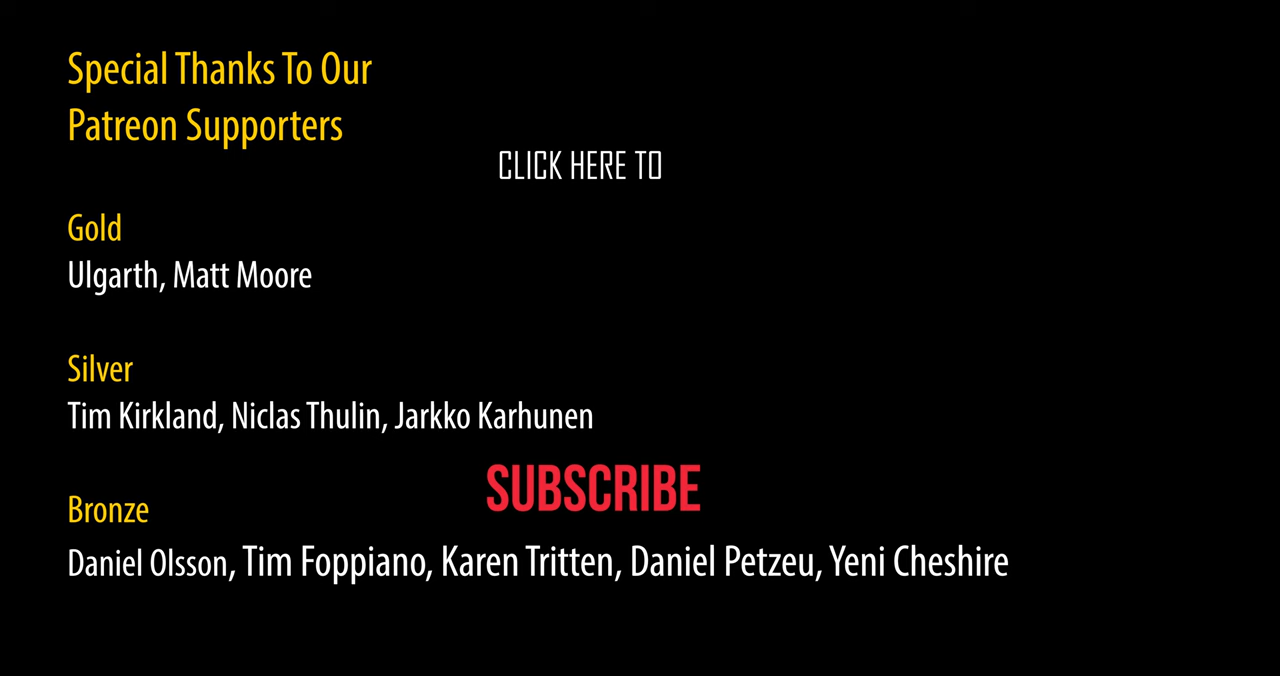 Special Thanks To Our
Patreon Supporters
CLICK HERE TO
Gold
Ulgarth, Matt Moore
Silver
Tim Kirkland, Niclas Thulin, Jarkko Karhunen
SUBSCRIBE
Bronze
Daniel Olsson, Tim Foppiano, Karen Tritten, Daniel Petzeu, Yeni Cheshire